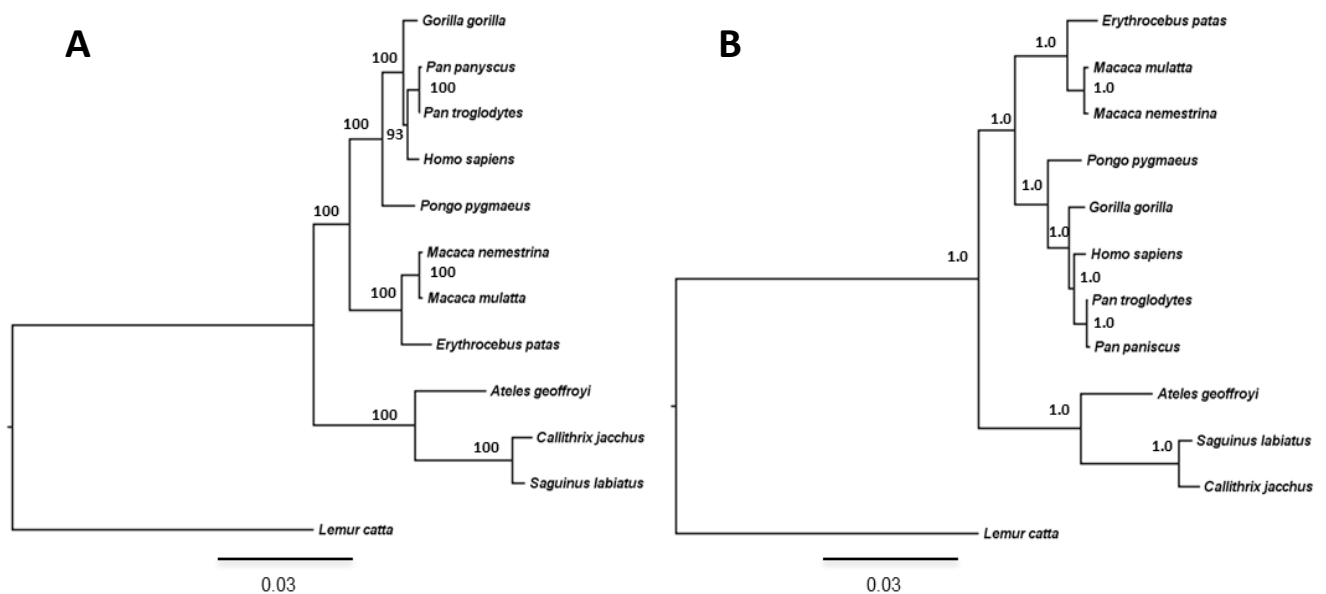 A
Gorilla gorilla
100
Pan panyscus
100
Pan troglodytes
100
93
Homo sapiens
100
Pongo pygmaeus
Macaca nemestrina
100
100
Macaca mulatta
Erythrocebus patas
Ateles geoffroyi
100
Callithrix jacchus
100
Saguinus labiatus
Lemur catta
0.03
B
Erythrocebus patas
1.0
Macaca mulatta
1.0
Macaca nemestrina
1.0
Pongo pygmaeus
1.0
Gorilla gorilla
1.0
Homo sapiens
1.0
1.0
Pan troglodytes
1.0
Pan paniscus
Ateles geoffroyi
1.0
Saguinus labiatus
1.0
Callithrix jacchus
Lemur catta
0.03